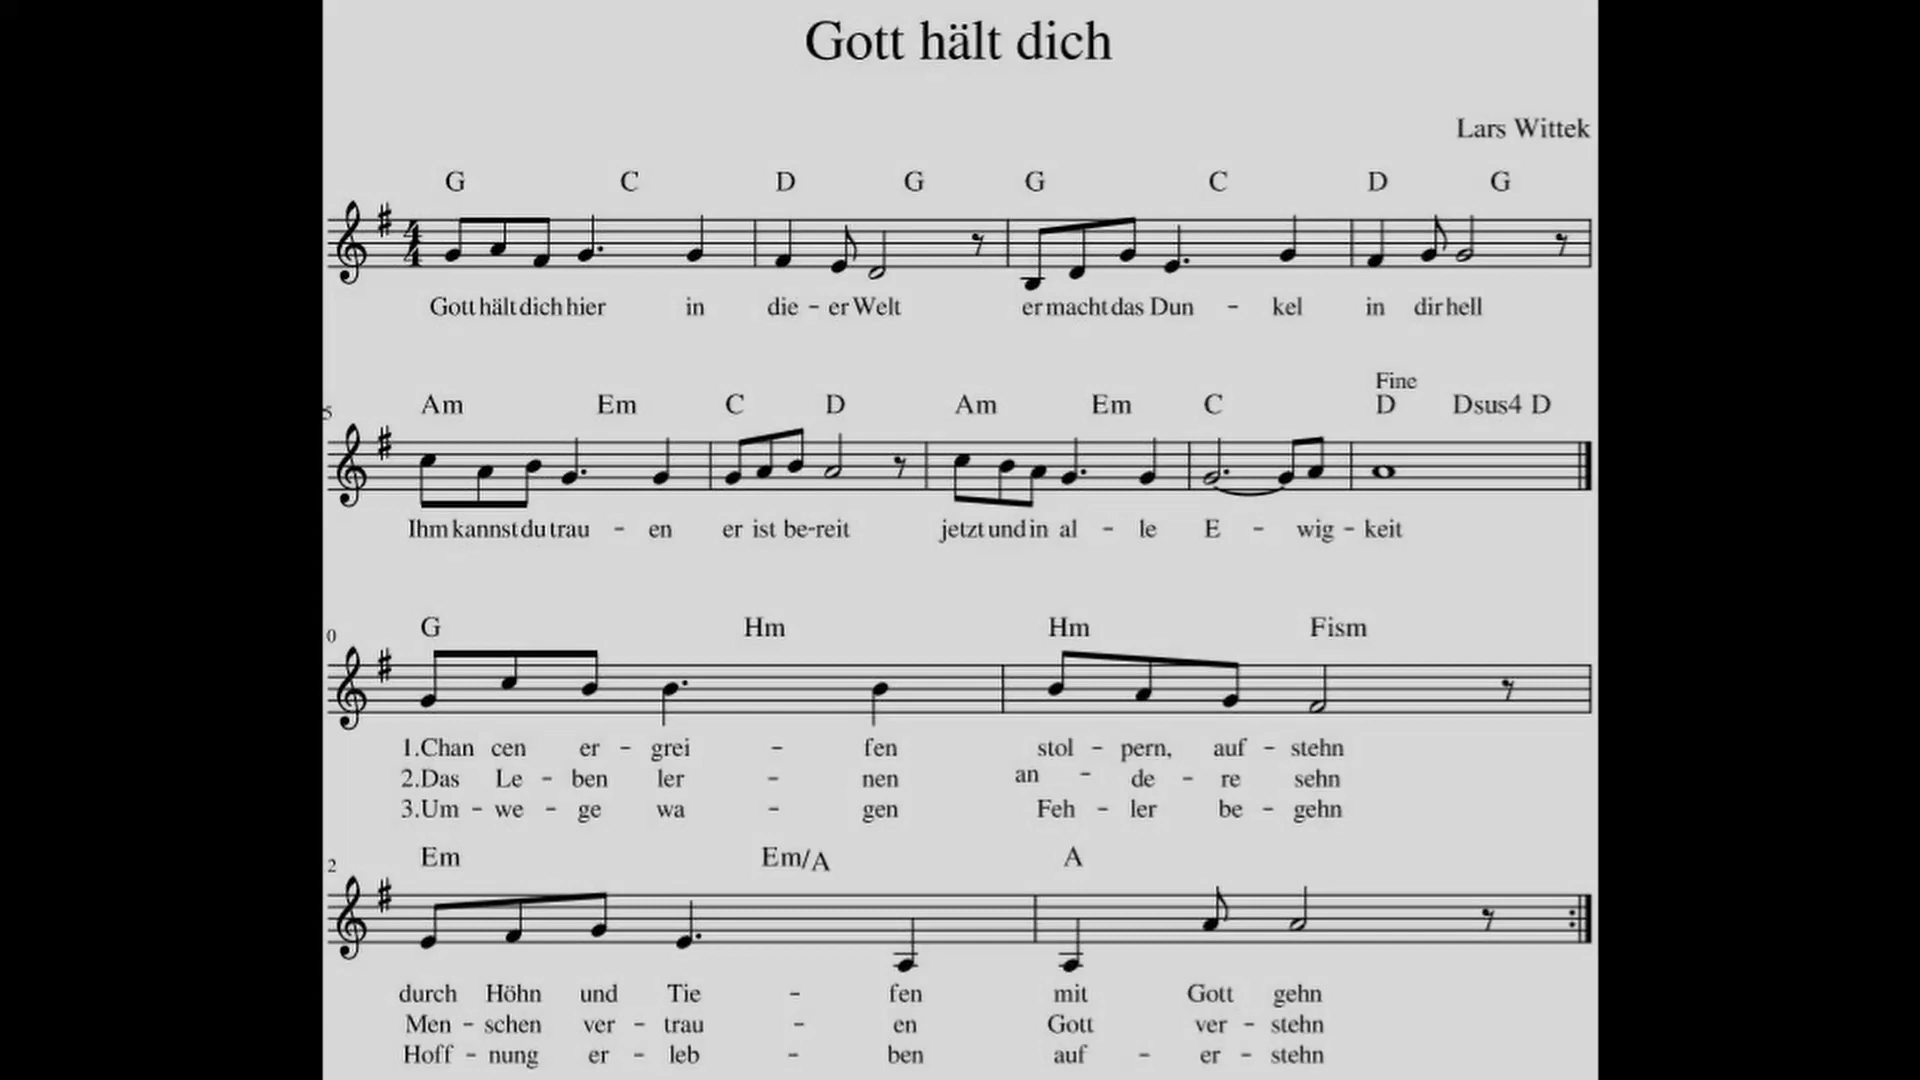 Gott hält dich
Lars Wittek
G C D G G C D G
4
4
Gott hält dich hier in die - er Welt er macht das Dun - kel in dir hell
Fine
5 Am Em C D Am Em C D Dsus4 D
Ihm kannst du trau - en er ist be-reit jetzt und in al - le E - wig - keit
0 G Hm Hm Fism
1.Chan cen er - grei - fen stol - pern, auf - stehn
2.Das Le - ben ler - nen an - de - re sehn
3.Um - we - ge wa - gen Feh - ler be - gehn
2 Em Em/A A
durch Höhn und Tie - fen mit Gott gehn
Men - schen ver - trau - en Gott ver - stehn
Hoff - nung er - leb - ben auf - er - stehn